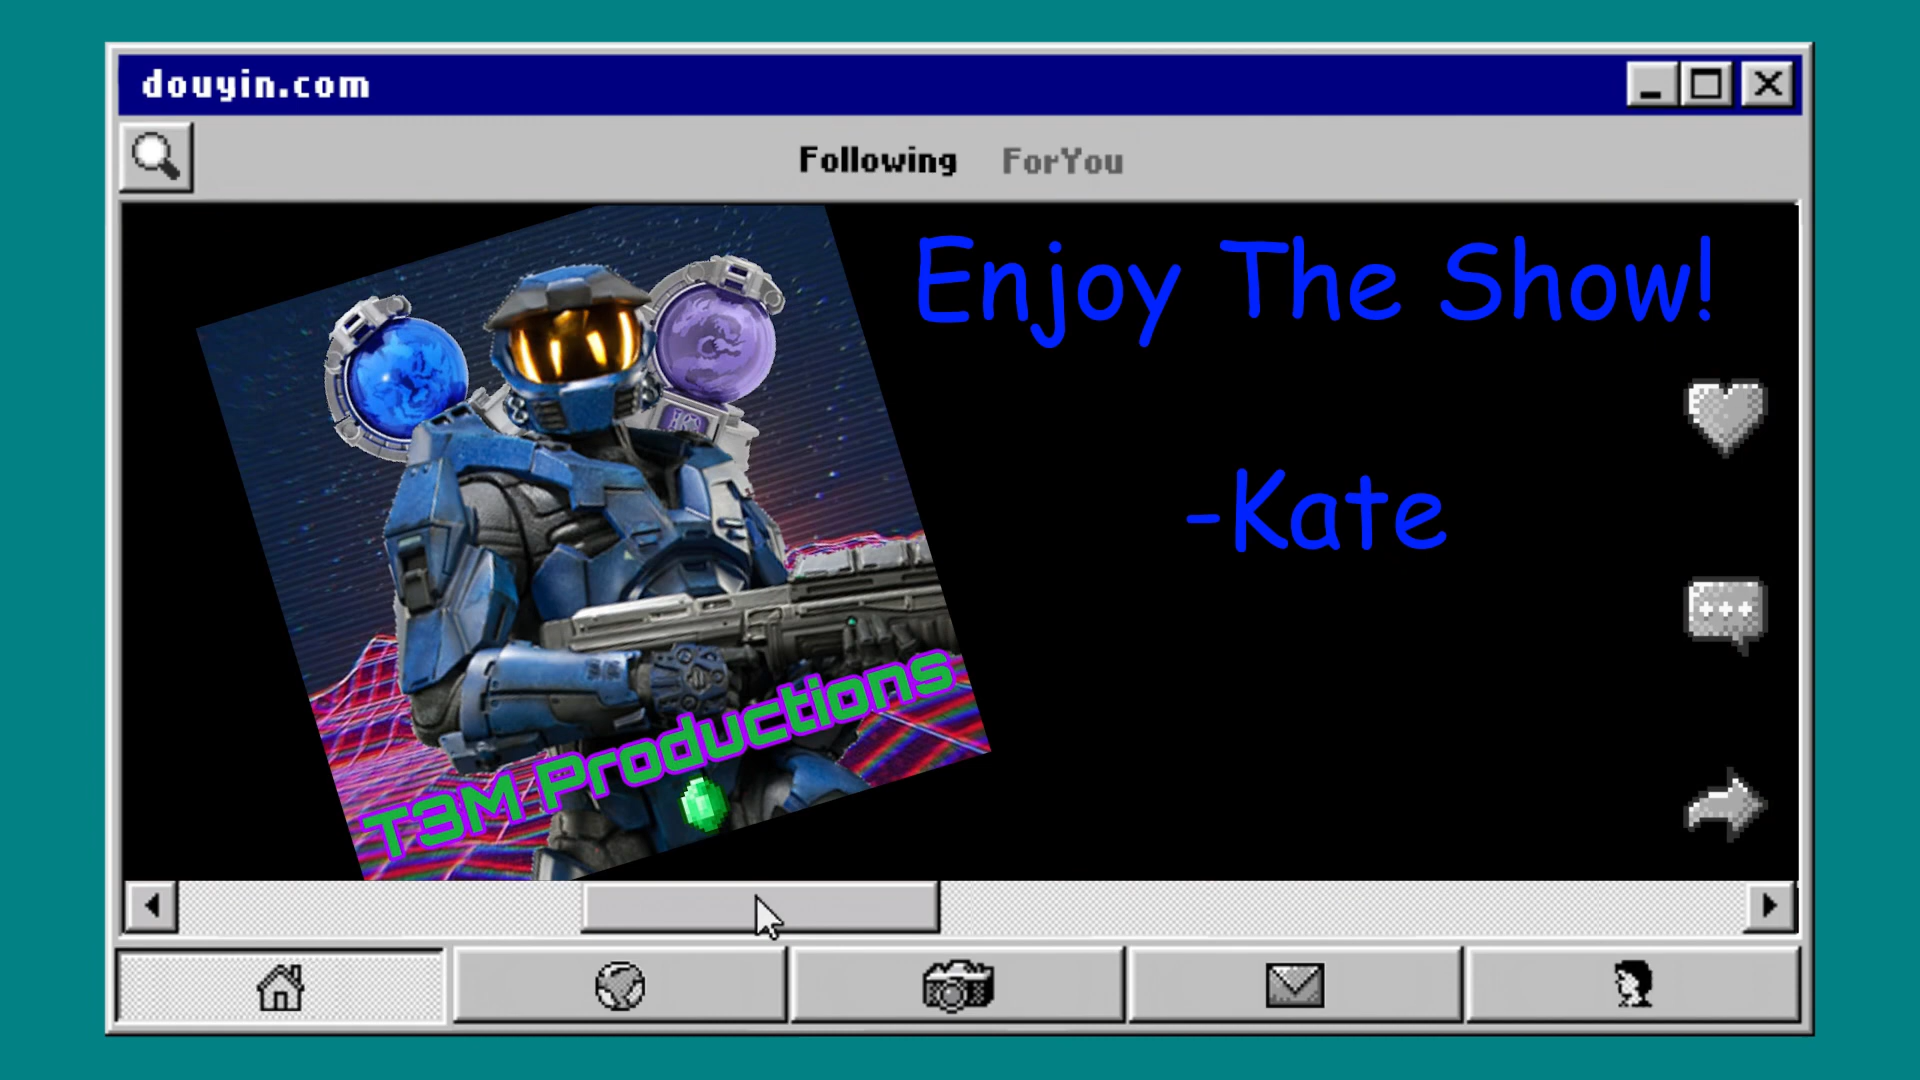 douyin.com
Following ForYou
Enjoy The Show!
-Kate
T3M Productions